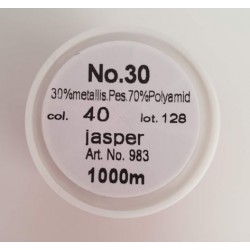 No.30
30%metallis.Pes.70%Polyamid
col. 40 lot. 128
jasper
Art. No. 983
1000m